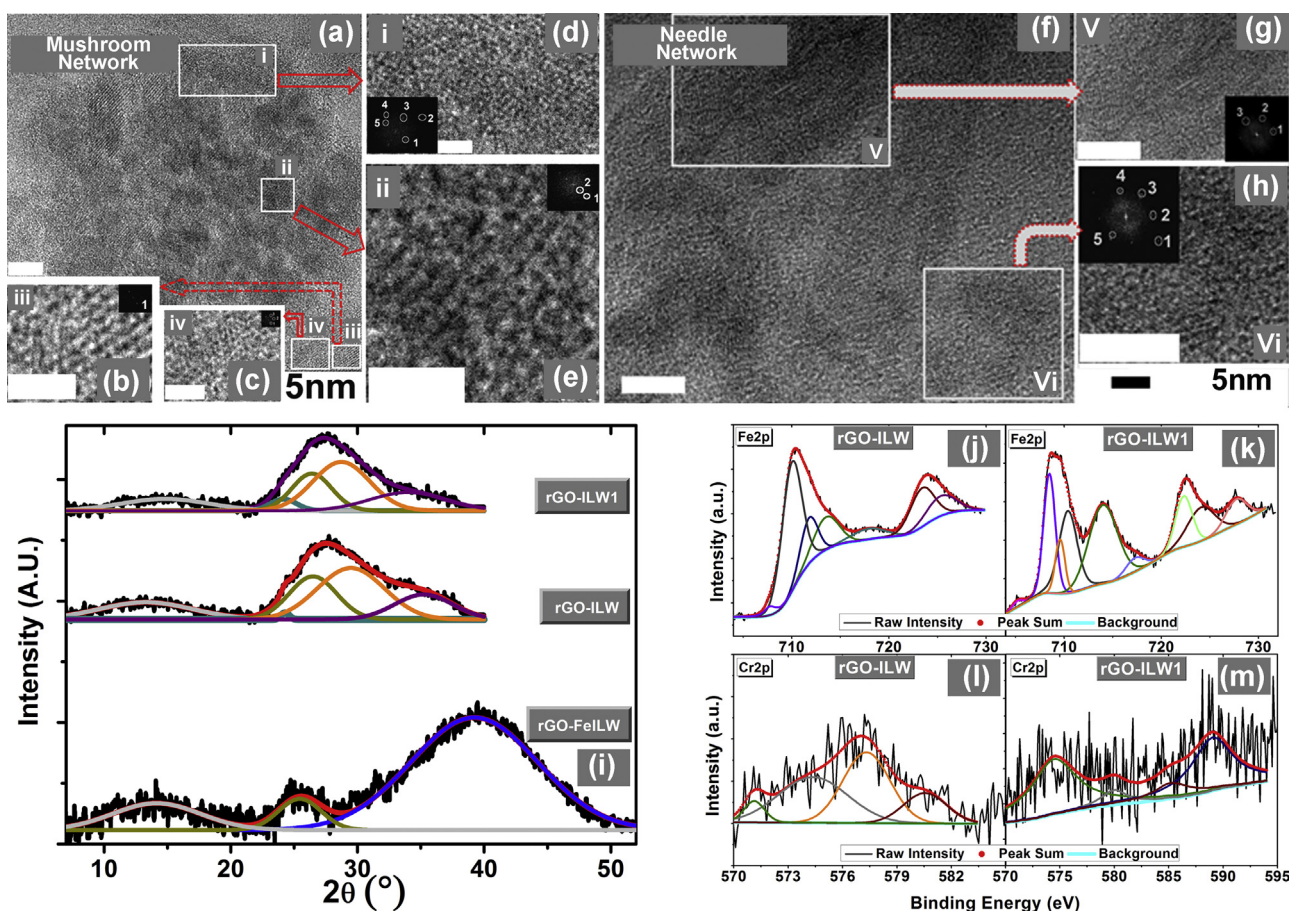 Mushroom
Network
(a)
i
ii
iii
1
(b)
iv
(c)
iv
iii
5nm
i
(d)
4
3
5
2
1
ii
2
1
(e)
Needle
Network
(f)
V
Vi
V
(g)
3
2
1
(h)
4
3
2
5
1
Vi
5nm
Intensity (A.U.)
rGO-ILW1
rGO-ILW
rGO-FeILW
(i)
10 20 30 40 50
2θ (°)
Intensity (a.u.)
Fe2p
rGO-ILW
(j)
Fe2p
rGO-ILW1
(k)
Raw Intensity Peak Sum Background
710 720 730 710 720 730
Intensity (a.u.)
Cr2p
rGO-ILW
(l)
Cr2p
rGO-ILW1
(m)
Raw Intensity Peak Sum Background
570 573 576 579 582 570 575 580 585 590 595
Binding Energy (eV)